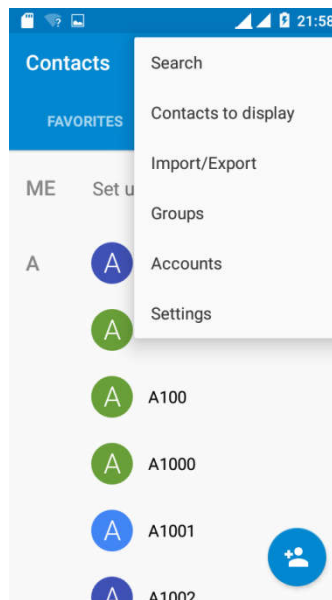 21:58
Contacts
Search
FAVORITES
Contacts to display
Import/Export
ME
Set u
Groups
A
A
Accounts
A
Settings
A
A100
A
A1000
A
A1001
A
A1002